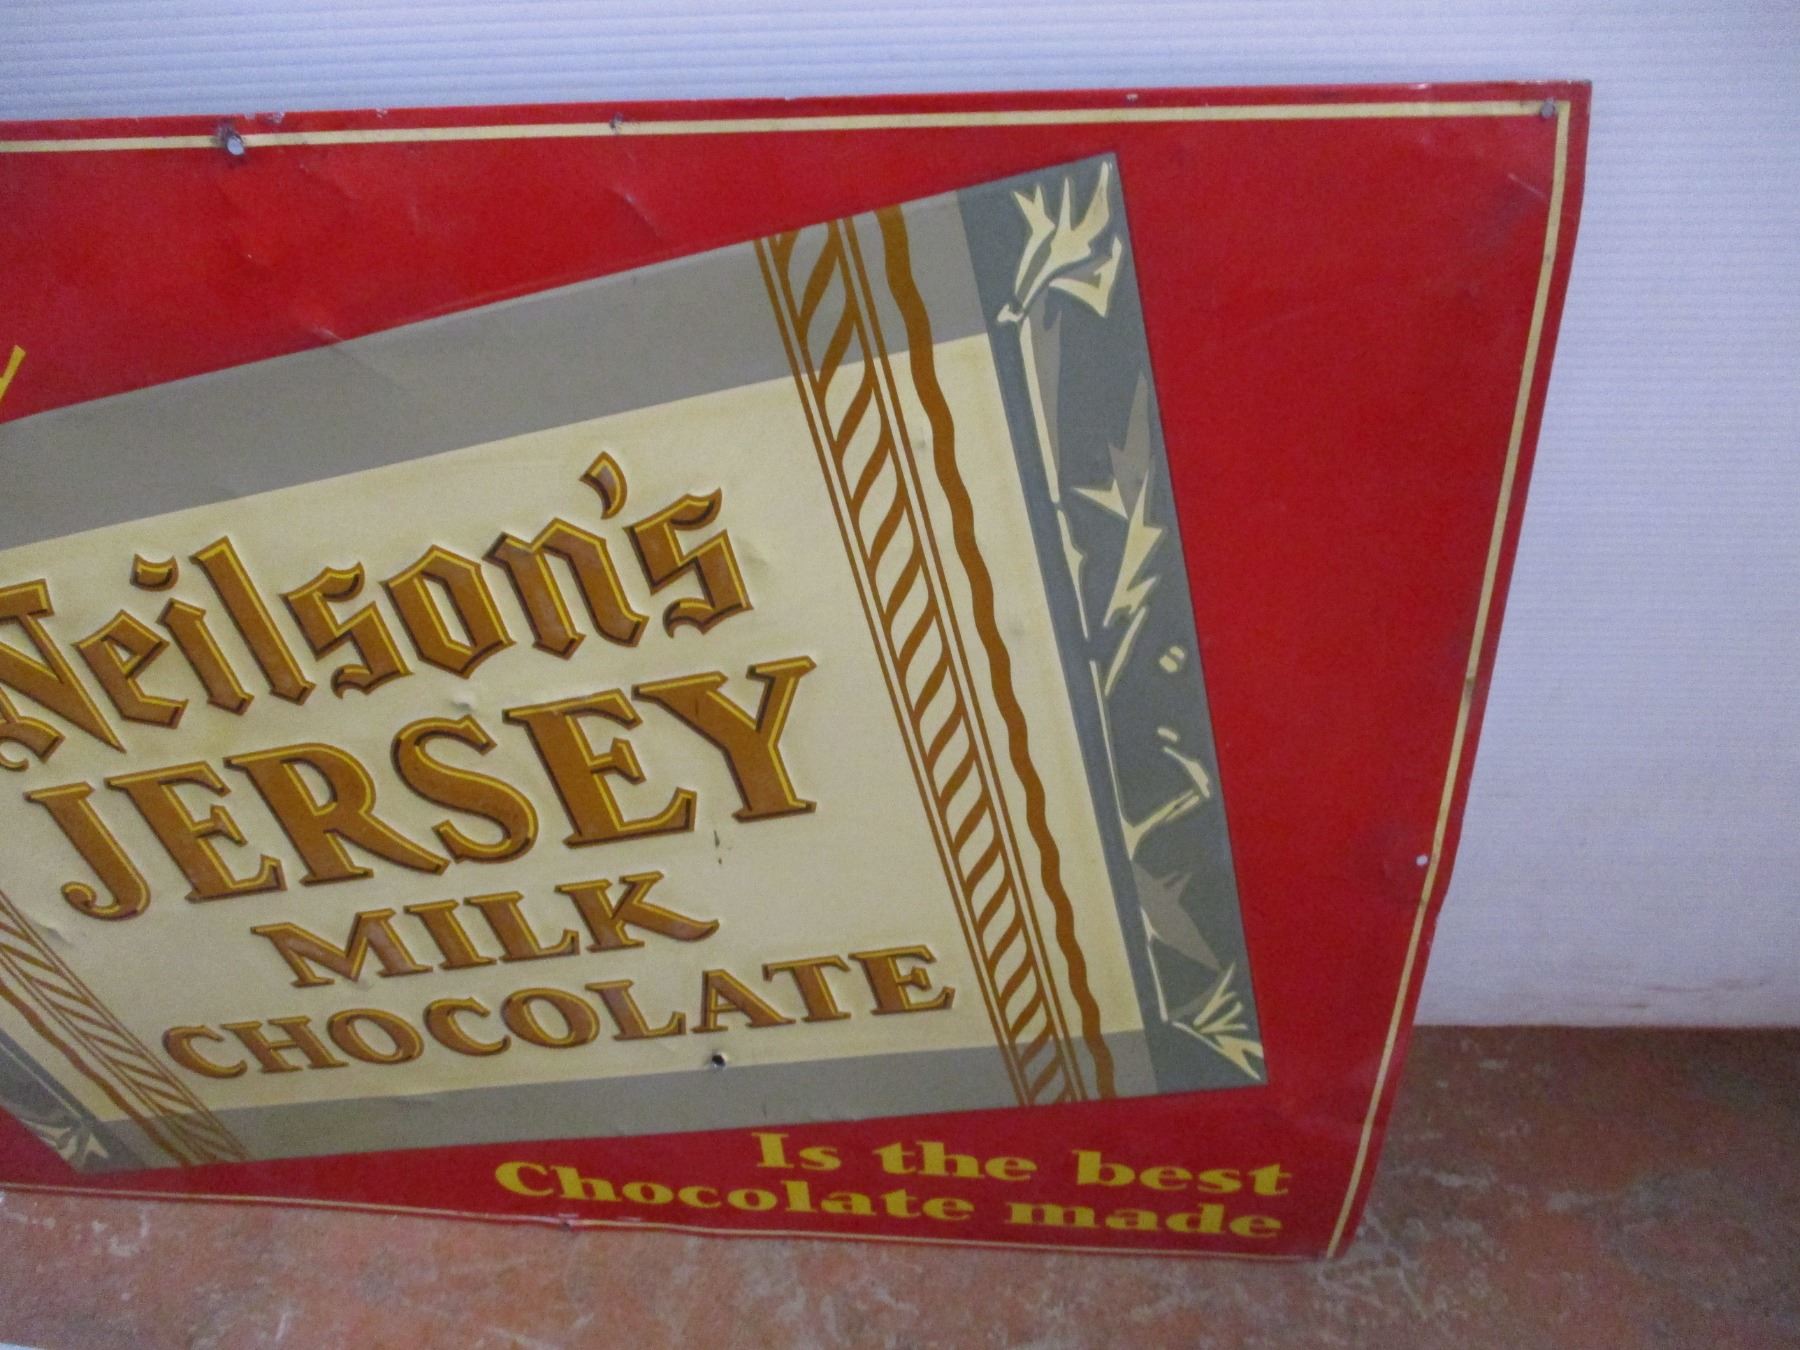 Neilson's
JERSEY
MILK
CHOCOLATE
Is the best
Chocolate made